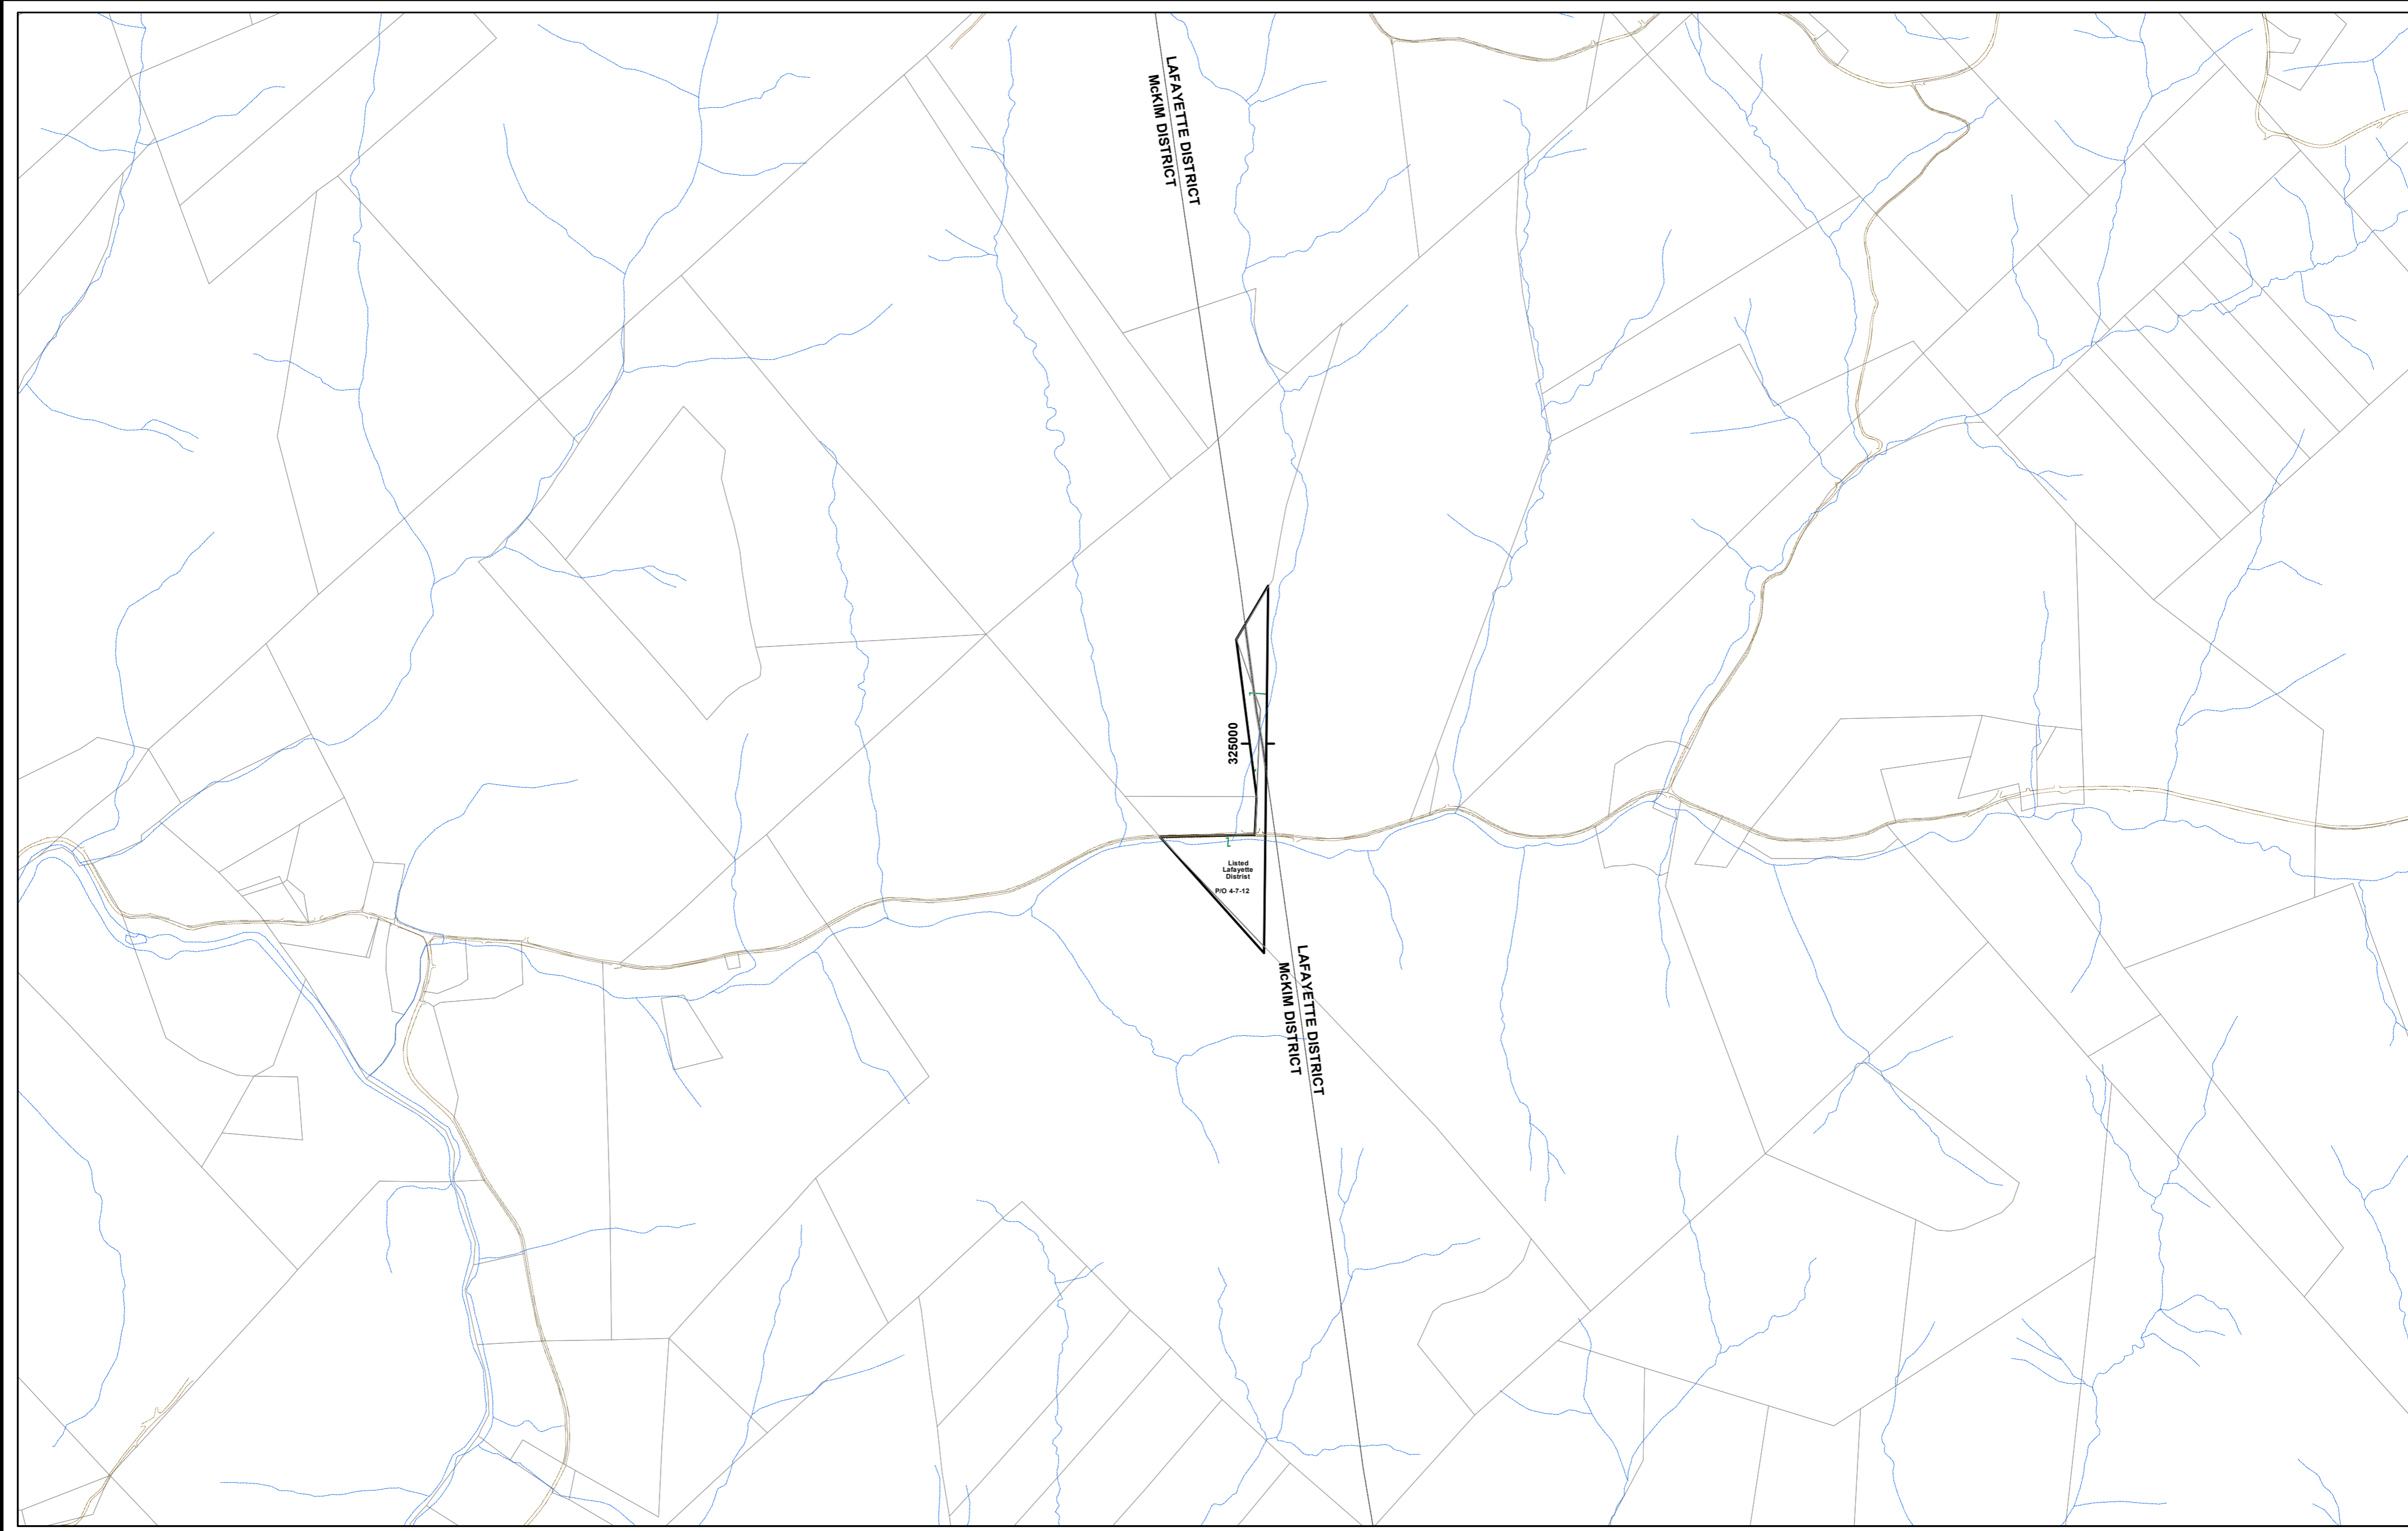 LAFAYETTE DISTRICT
McKIM DISTRICT
325000
Listed
Lafayette
Distrist
P/O 4-7-12
LAFAYETTE DISTRICT
McKIM DISTRICT